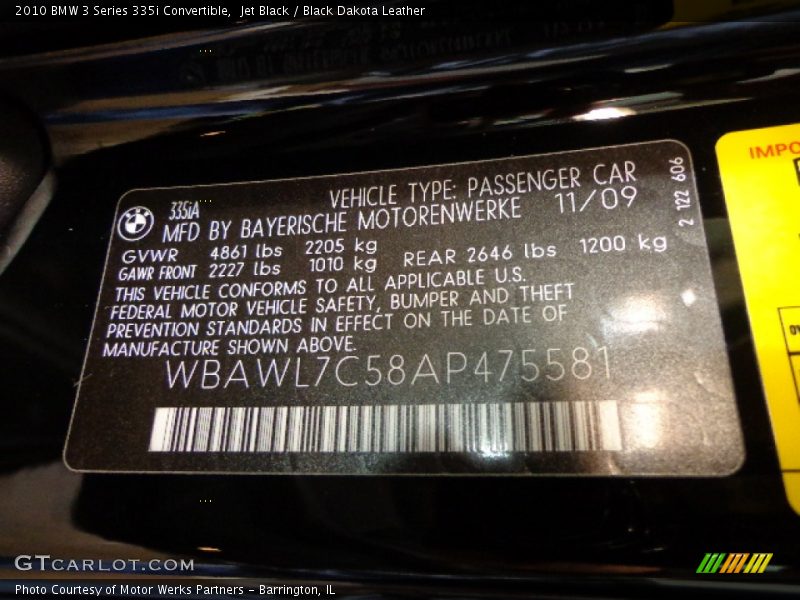 2010 BMW 3 Series 335i Convertible,  Jet Black / Black Dakota Leather
IMPO
335iA
VEHICLE TYPE: PASSENGER CAR
MFD BY BAYERISCHE MOTORENWERKE 11/09
GVWR 4861 lbs 2205 kg
GAWR FRONT 2227 lbs 1010 kg REAR 2646 lbs 1200 kg
THIS VEHICLE CONFORMS TO ALL APPLICABLE U.S.
FEDERAL MOTOR VEHICLE SAFETY, BUMPER AND THEFT
PREVENTION STANDARDS IN EFFECT ON THE DATE OF
MANUFACTURE SHOWN ABOVE.
WBAWL7C58AP475581
2 122 606
GTCARLOT.COM
Photo Courtesy of Motor Werks Partners - Barrington, IL